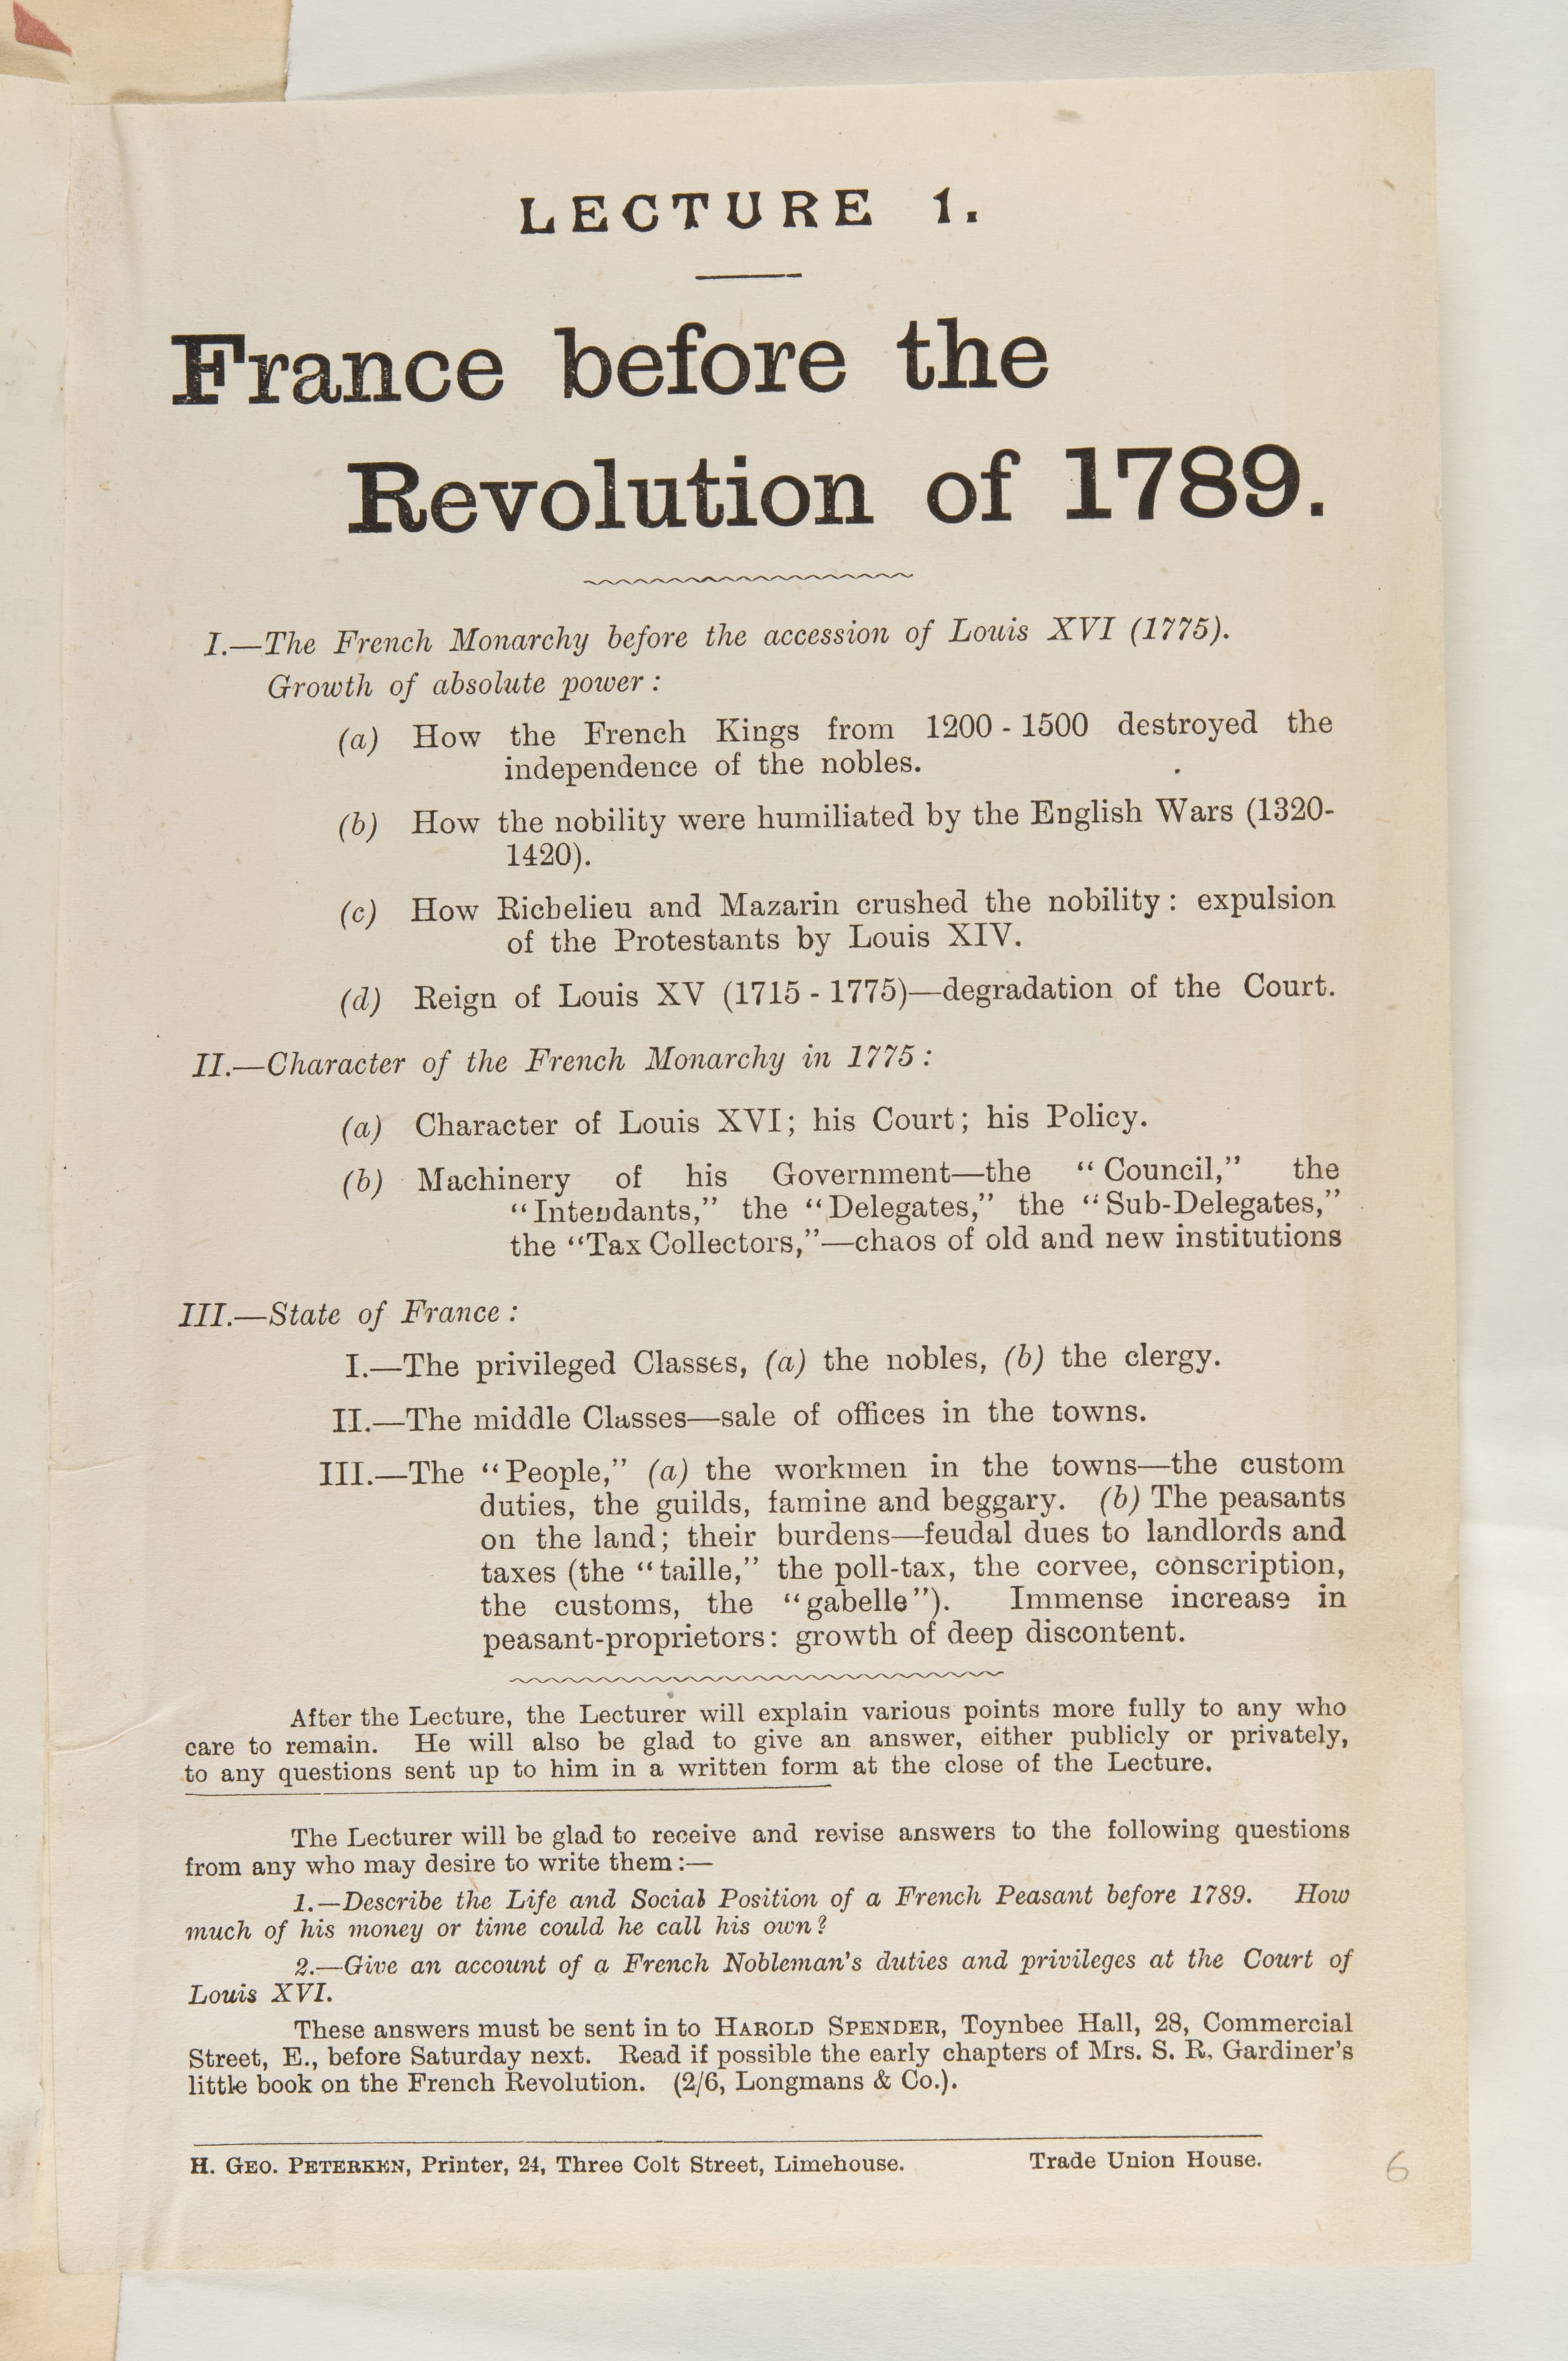 LECTURE 1.
France before the
Revolution of 1789.
I.—The French Monarchy before the accession of Louis XVI (1775).
Growth of absolute power :
(a) How the French Kings from 1200 - 1500 destroyed the
independence of the nobles.
(b) How the nobility were humiliated by the English Wars (1320-
1420).
(c) How Richelieu and Mazarin crushed the nobility : expulsion
of the Protestants by Louis XIV.
(d) Reign of Louis XV (1715 - 1775)—degradation of the Court.
II.—Character of the French Monarchy in 1775 :
(a) Character of Louis XVI; his Court; his Policy.
(b) Machinery of his Government—the “Council,” the
“Intendants,” the “Delegates,” the “Sub-Delegates,”
the “Tax Collectors,”—chaos of old and new institutions
III.—State of France :
I.—The privileged Classes, (a) the nobles, (b) the clergy.
II.—The middle Classes—sale of offices in the towns.
III.—The “People,” (a) the workmen in the towns—the custom
duties, the guilds, famine and beggary. (b) The peasants
on the land; their burdens—feudal dues to landlords and
taxes (the “taille,” the poll-tax, the corvee, conscription,
the customs, the “gabelle”). Immense increase in
peasant-proprietors: growth of deep discontent.
After the Lecture, the Lecturer will explain various points more fully to any who
care to remain. He will also be glad to give an answer, either publicly or privately,
to any questions sent up to him in a written form at the close of the Lecture.
The Lecturer will be glad to receive and revise answers to the following questions
from any who may desire to write them :—
1.—Describe the Life and Social Position of a French Peasant before 1789. How
much of his money or time could he call his own?
2.—Give an account of a French Nobleman's duties and privileges at the Court of
Louis XVI.
These answers must be sent in to HAROLD SPENDER, Toynbee Hall, 28, Commercial
Street, E., before Saturday next. Read if possible the early chapters of Mrs. S. R. Gardiner's
little book on the French Revolution. (2/6, Longmans & Co.).
H. GEO. PETERKEN, Printer, 24, Three Colt Street, Limehouse. Trade Union House.
6